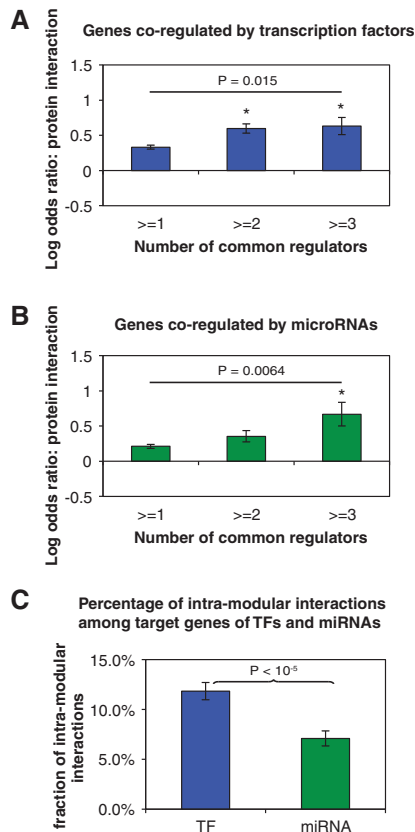 A
Genes co-regulated by transcription factors
Log odds ratio: protein interaction
1.5
1
0.5
0
-0.5
P = 0.015
*
*
>=1
>=2
>=3
Number of common regulators
B
Genes co-regulated by microRNAs
Log odds ratio: protein interaction
1.5
1
0.5
0
-0.5
P = 0.0064
*
>=1
>=2
>=3
Number of common regulators
C
Percentage of intra-modular interactions
among target genes of TFs and miRNAs
fraction of intra-modular
interactions
15.0%
10.0%
5.0%
0.0%
P < 10-5
TF
miRNA